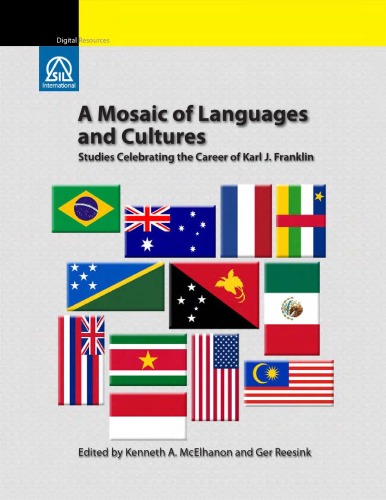 Digital Resources
SIL
International
A Mosaic of Languages
and Cultures
Studies Celebrating the Career of Karl J. Franklin
Edited by Kenneth A. McElhanon and Ger Reesink